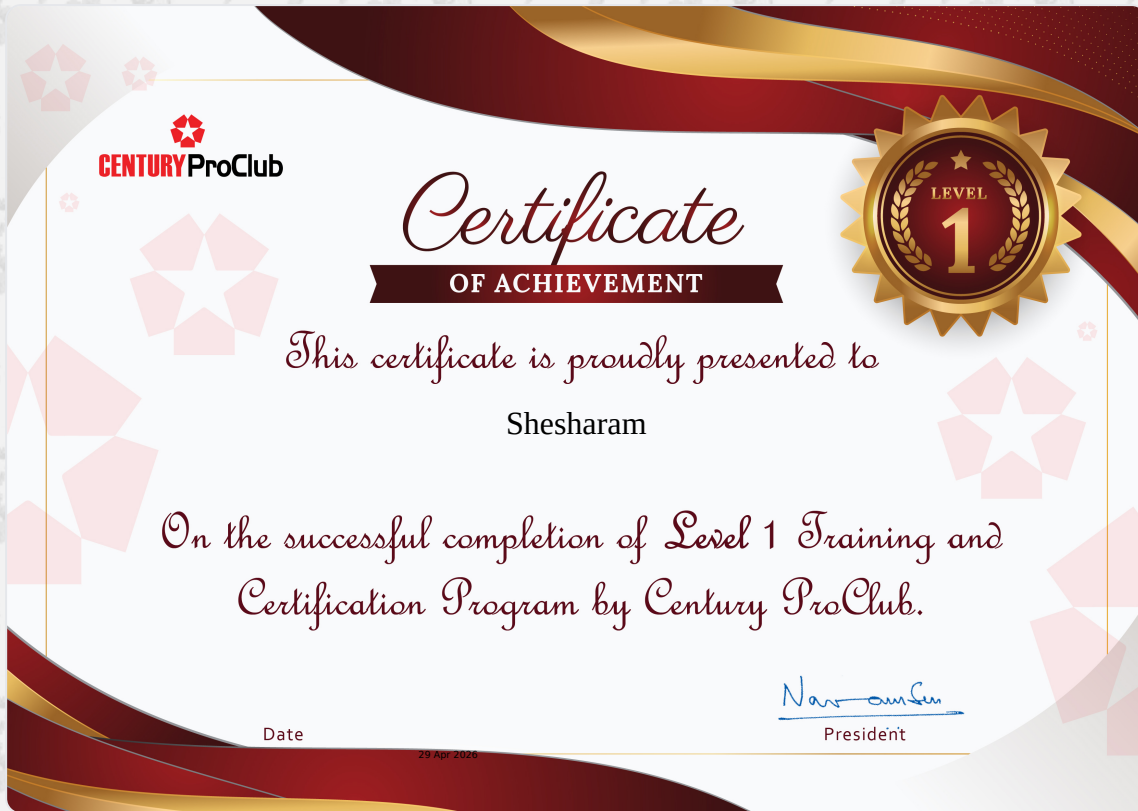 CENTURY ProClub
LEVEL
1
Certificate
OF ACHIEVEMENT
This certificate is proudly presented to
Shesharam
On the successful completion of Level 1 Training and
Certification Program by Century ProClub.
Date
President
29 Apr 2026